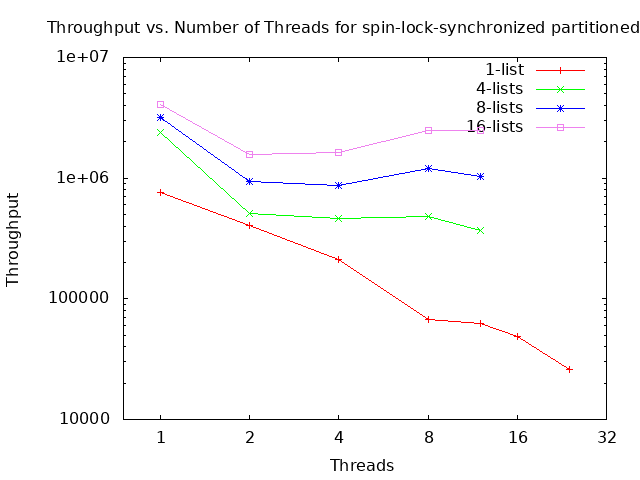 Throughput vs. Number of Threads for spin-lock-synchronized partitioned
1e+07
1e+06
100000
10000
Throughput
1-list
4-lists
8-lists
16-lists
1 2 4 8 16 32
Threads